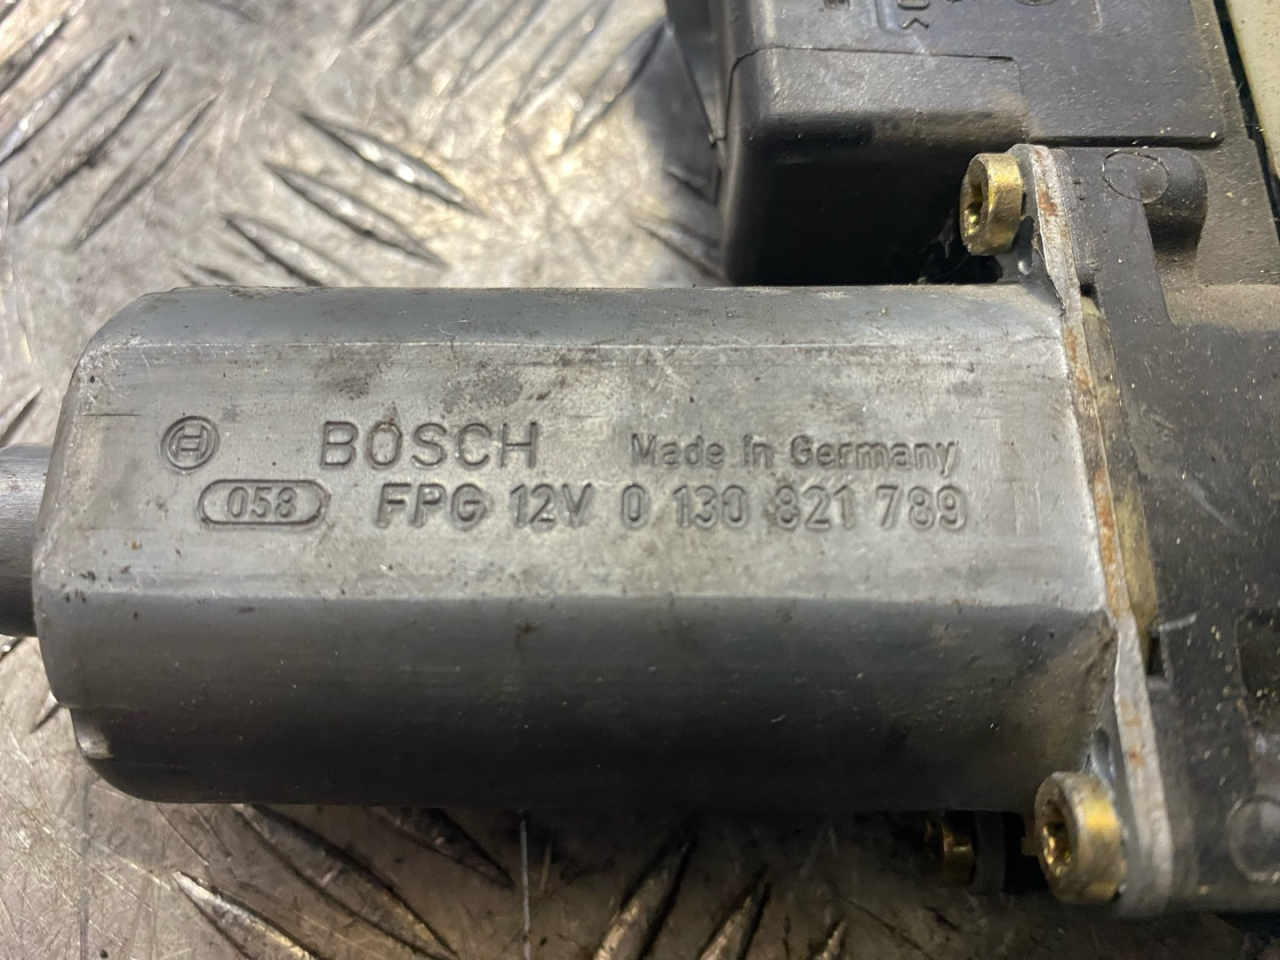 BOSCH Made in Germany
058 FPG 12V 0 130 821 789